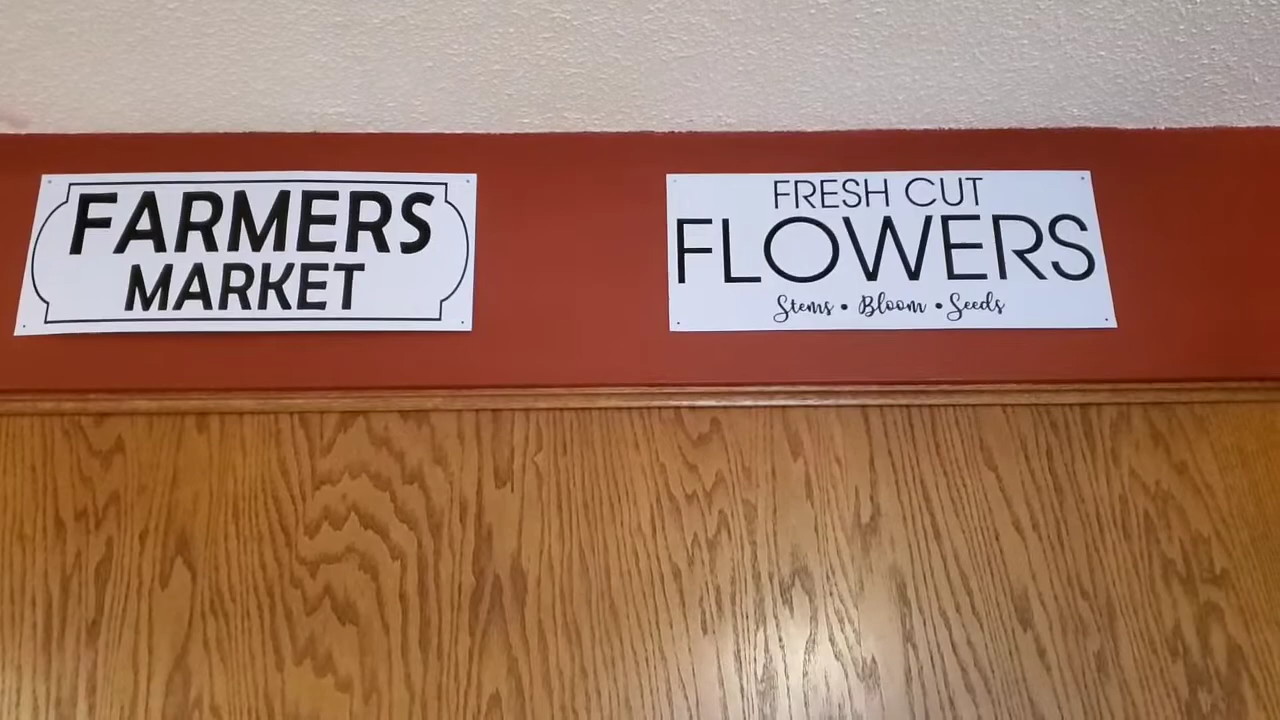 FARMERS
MARKET
FRESH CUT
FLOWERS
Stems • Bloom • Seeds